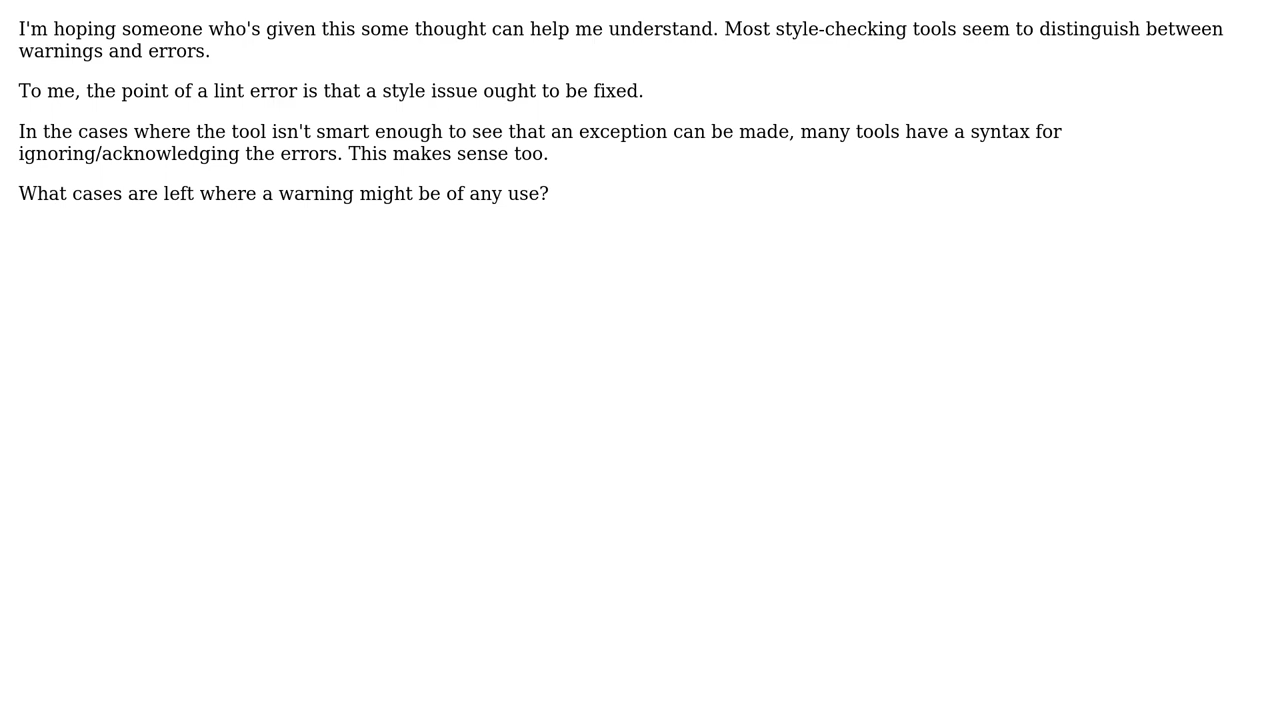 I'm hoping someone who's given this some thought can help me understand. Most style-checking tools seem to distinguish between
warnings and errors.
To me, the point of a lint error is that a style issue ought to be fixed.
In the cases where the tool isn't smart enough to see that an exception can be made, many tools have a syntax for
ignoring/acknowledging the errors. This makes sense too.
What cases are left where a warning might be of any use?